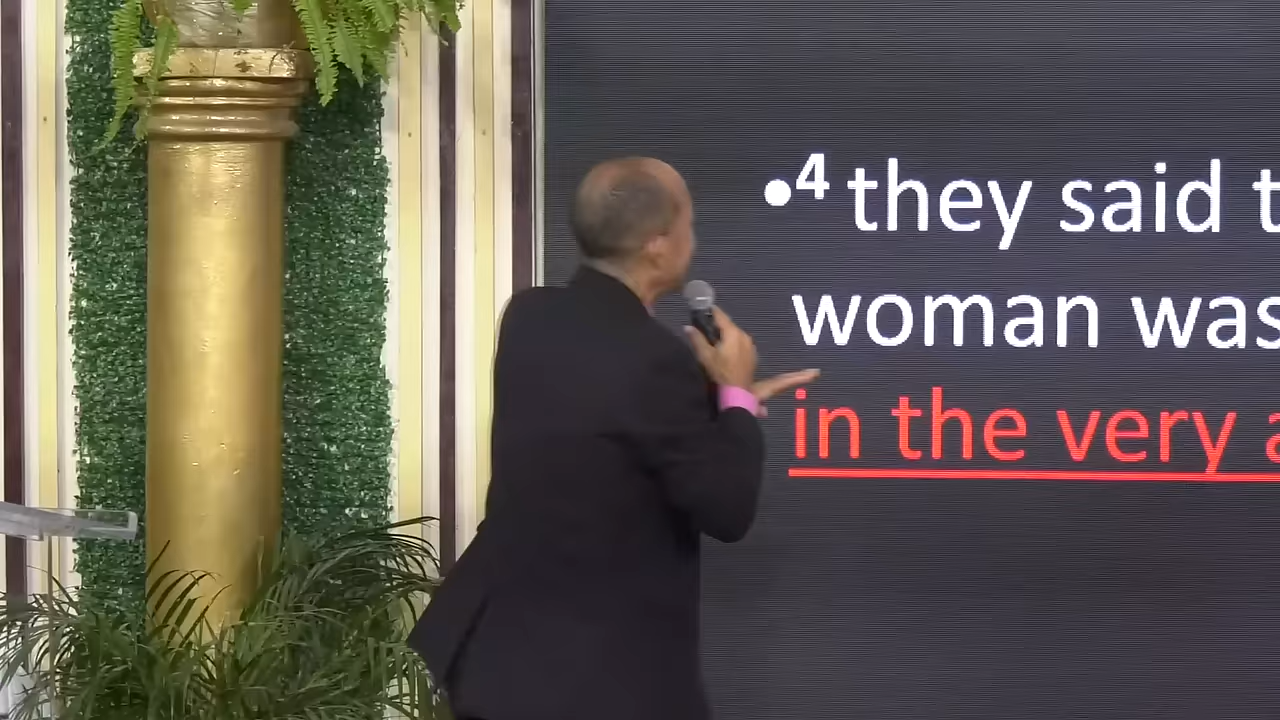 •⁴ they said
woman was
in the very